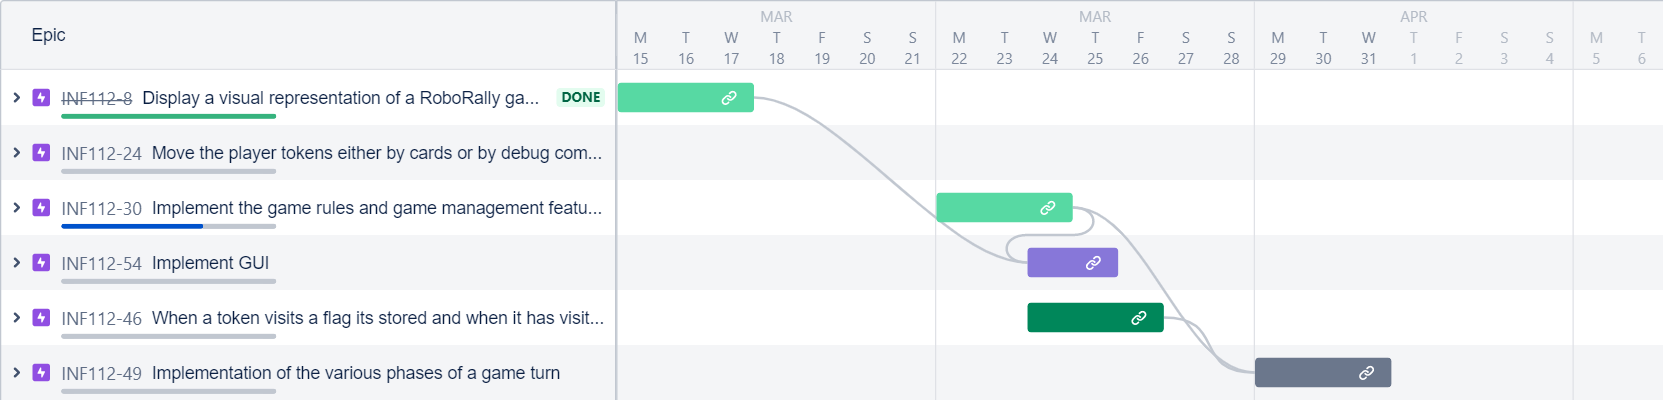 Epic
MAR MAR APR
M T W T F S S M T W T F S S M T W T F S S M T
15 16 17 18 19 20 21 22 23 24 25 26 27 28 29 30 31 1 2 3 4 5 6
INF112-8 Display a visual representation of a RoboRally ga... DONE
INF112-24 Move the player tokens either by cards or by debug com...
INF112-30 Implement the game rules and game management featu...
INF112-54 Implement GUI
INF112-46 When a token visits a flag its stored and when it has visit...
INF112-49 Implementation of the various phases of a game turn